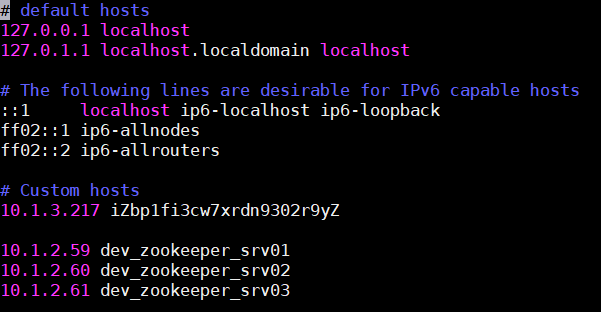 # default hosts
127.0.0.1 localhost
127.0.1.1 localhost.localdomain localhost
# The following lines are desirable for IPv6 capable hosts
::1     localhost ip6-localhost ip6-loopback
ff02::1 ip6-allnodes
ff02::2 ip6-allrouters
# Custom hosts
10.1.3.217 iZbp1fi3cw7xrdn9302r9yZ
10.1.2.59 dev_zookeeper_srv01
10.1.2.60 dev_zookeeper_srv02
10.1.2.61 dev_zookeeper_srv03